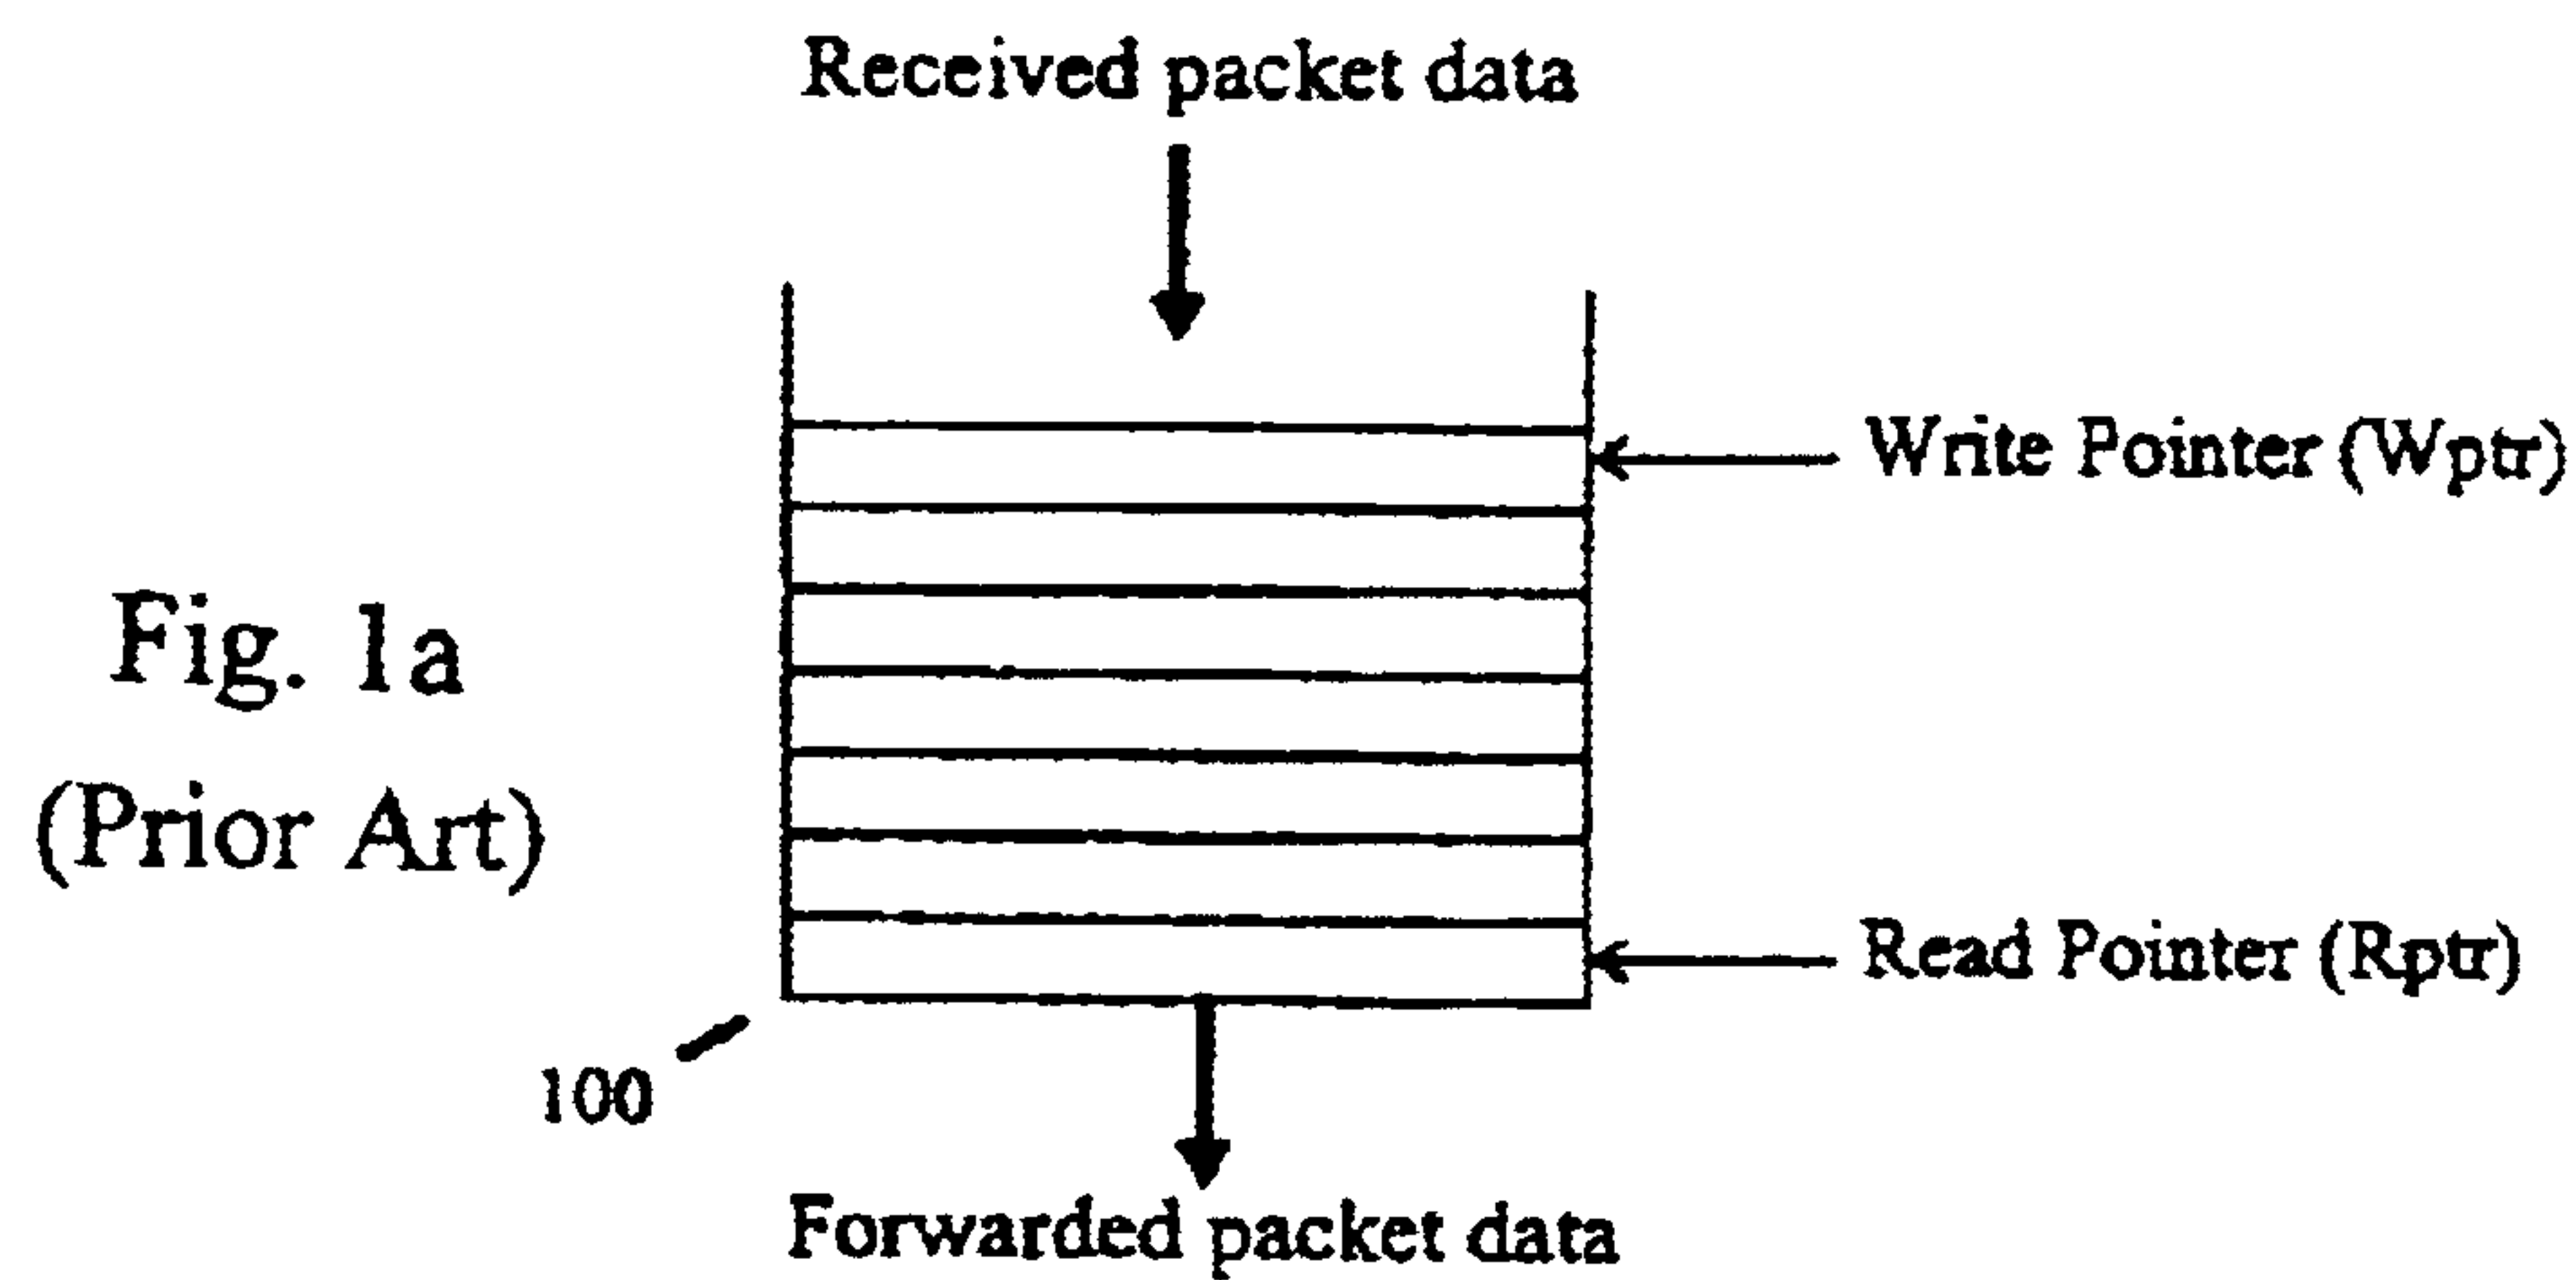 Received packet data
Write Pointer (Wptr)
Fig. 1a
(Prior Art)
Read Pointer (Rptr)
100
Forwarded packet data